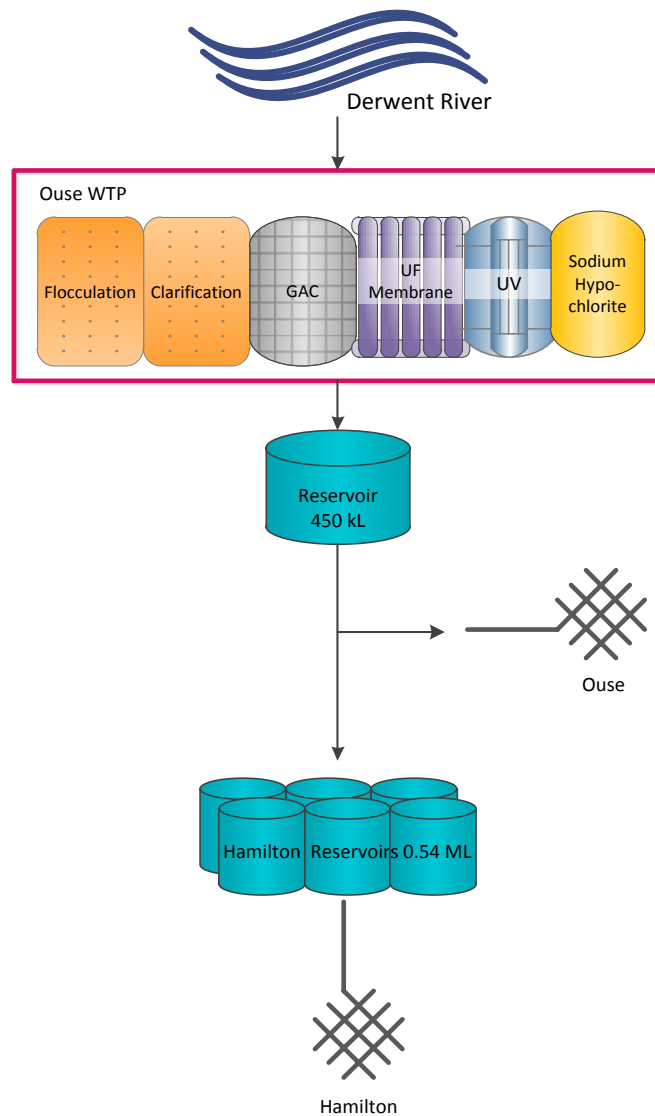 Derwent River
Ouse WTP
Flocculation
Clarification
GAC
UF
Membrane
UV
Sodium
Hypo-
chlorite
Reservoir
450 kL
Ouse
Hamilton Reservoirs 0.54 ML
Hamilton